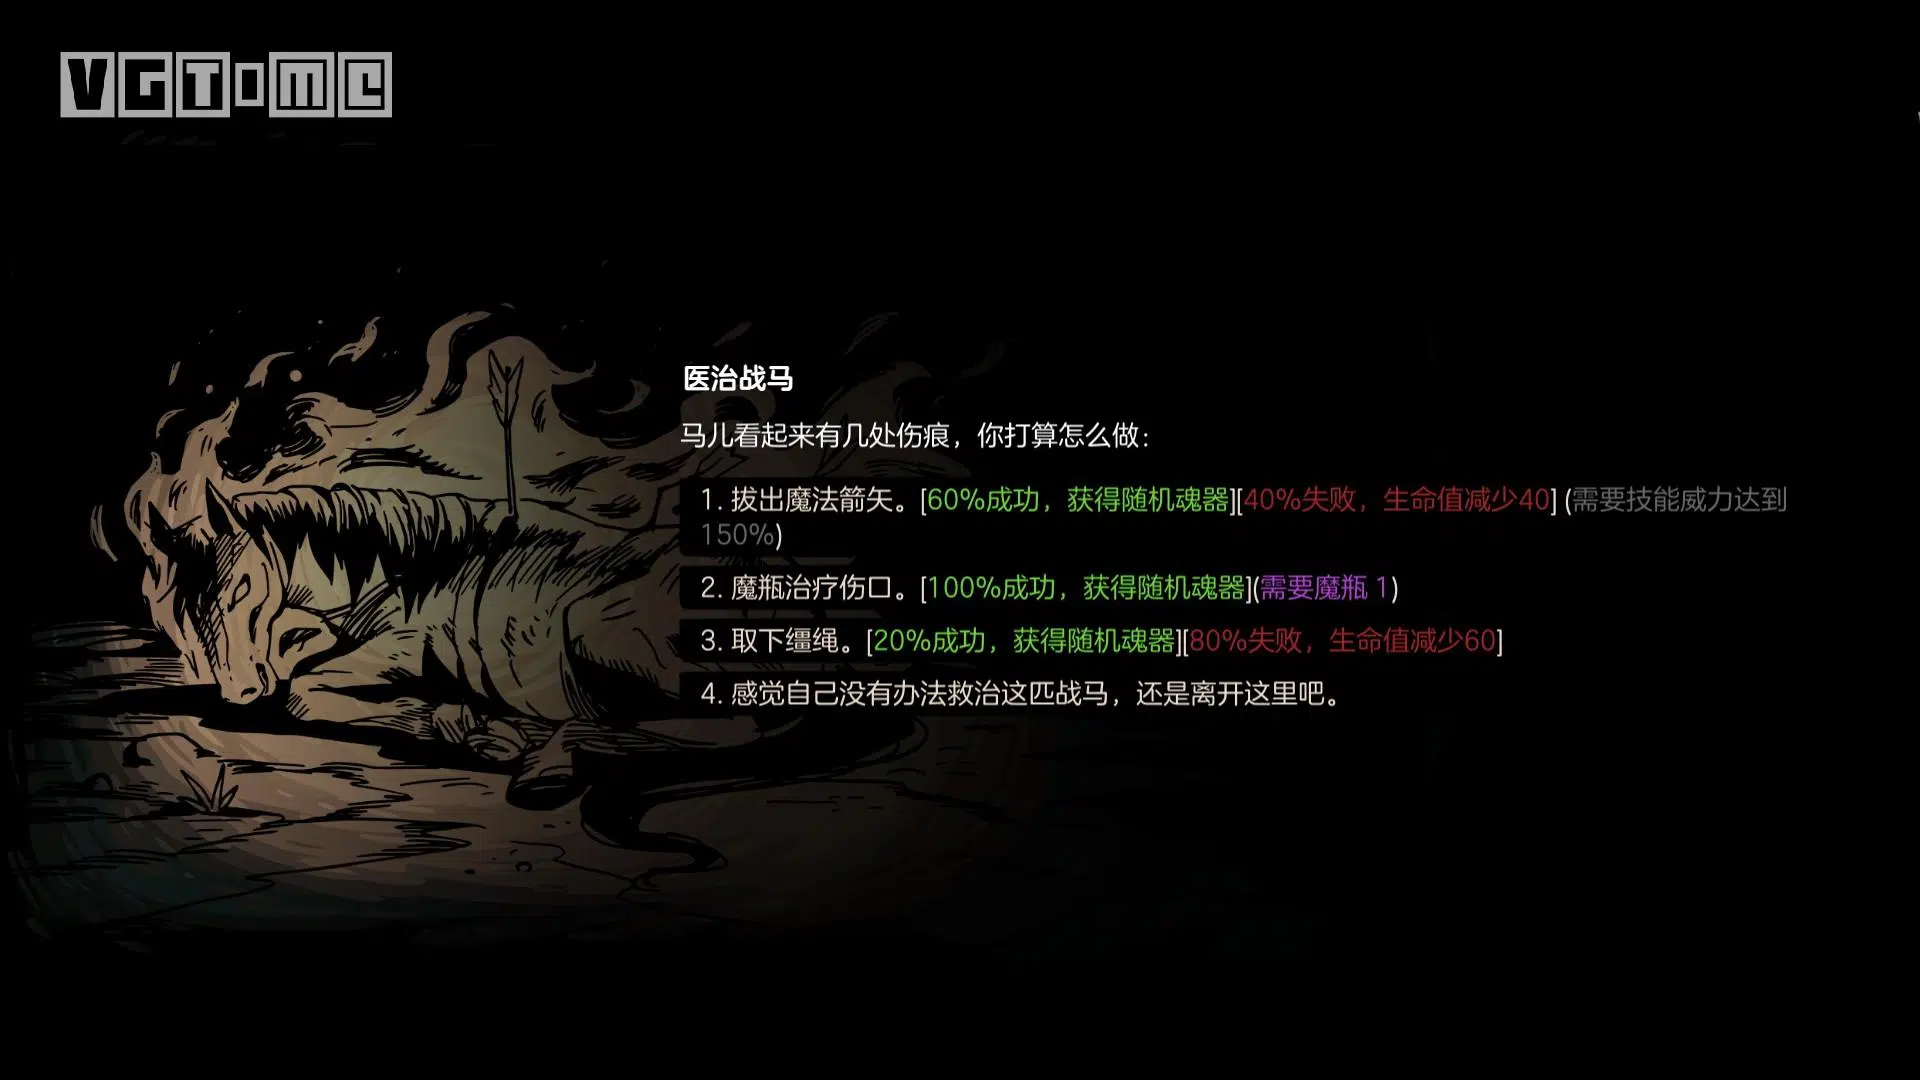 VGTIME
医治战马
马儿看起来有几处伤痕，你打算怎么做：
1. 拔出魔法箭矢。[60%成功，获得随机魂器][40%失败，生命值减少40] (需要技能威力达到
150%)
2. 魔瓶治疗伤口。[100%成功，获得随机魂器](需要魔瓶 1)
3. 取下缰绳。[20%成功，获得随机魂器][80%失败，生命值减少60]
4. 感觉自己没有办法救治这匹战马，还是离开这里吧。